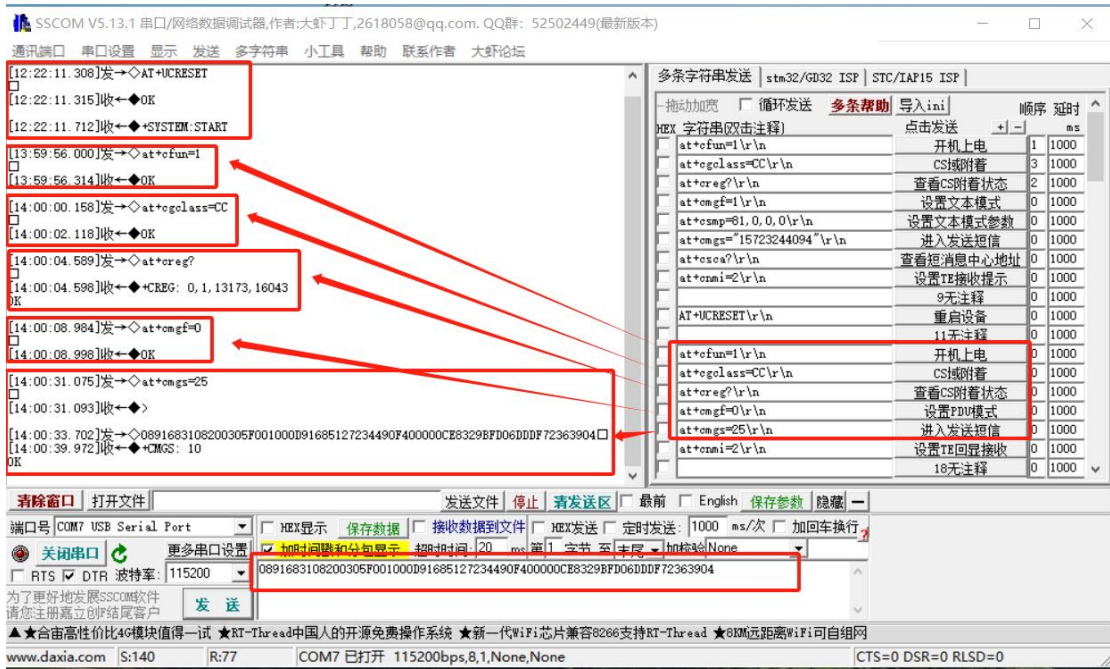 SSCOM V5.13.1 串口/网络数据调试器,作者:大虾丁丁,2618058@qq.com. QQ群: 52502449(最新版本)
通讯端口 串口设置 显示 发送 多字符串 小工具 帮助 联系作者 大虾论坛
[12:22:11.308]发→◇AT+UCRESET
□
[12:22:11.315]收←◆OK
[12:22:11.712]收←◆+SYSTEM:START
[13:59:56.000]发→◇at+cfun=1
□
[13:59:56.314]收←◆OK
[14:00:00.158]发→◇at+cgclass=CC
□
[14:00:02.118]收←◆OK
[14:00:04.589]发→◇at+creg?
□
[14:00:04.598]收←◆+CREG: 0,1,13173,16043
OK
[14:00:08.984]发→◇at+cmgf=0
□
[14:00:08.998]收←◆OK
[14:00:31.075]发→◇at+cmgs=25
□
[14:00:31.093]收←◆>
[14:00:33.702]发→◇0891683108200305F001000D91685127234490F400000CE8329BFD06DDDF72363904□
[14:00:39.972]收←◆+CMGS: 10
OK
多条字符串发送 stm32/GD32 ISP STC/IAP15 ISP
拖动加宽 循环发送 多条帮助 导入ini 顺序 延时
HEX 字符串(双击注释) 点击发送 + - ms
at+cfun=1\r\n 开机上电 1 1000
at+cgclass=CC\r\n CS域附着 3 1000
at+creg?\r\n 查看CS附着状态 2 1000
at+cmgf=1\r\n 设置文本模式 0 1000
at+csmp=81,0,0,0\r\n 设置文本模式参数 0 1000
at+cmgs="15723244094"\r\n 进入发送短信 0 1000
at+csca?\r\n 查看短消息中心地址 0 1000
at+cnmi=2\r\n 设置TE接收提示 0 1000
9无注释 0 1000
AT+UCRESET\r\n 重启设备 0 1000
11无注释 0 1000
at+cfun=1\r\n 开机上电 0 1000
at+cgclass=CC\r\n CS域附着 0 1000
at+creg?\r\n 查看CS附着状态 0 1000
at+cmgf=0\r\n 设置PDU模式 0 1000
at+cmgs=25\r\n 进入发送短信 0 1000
at+cnmi=2\r\n 设置TE回显接收 0 1000
18无注释 0 1000
清除窗口 打开文件 发送文件 停止 清发送区 最前 English 保存参数 隐藏 —
端口号 COM7 USB Serial Port HEX显示 保存数据 接收数据到文件 HEX发送 定时发送: 1000 ms/次 加回车换行
关闭串口 更多串口设置 加时间戳和分包显示 超时时间: 20 ms 第 1 字节 至 末尾 加校验 None
RTS DTR 波特率: 115200
0891683108200305F001000D91685127234490F400000CE8329BFD06DDDF72363904
为了更好地发展SSCOM软件
请您注册嘉立创F结尾客户
发 送
▲★合宙高性价比4G模块值得一试 ★RT-Thread中国人的开源免费操作系统 ★新一代WiFi芯片兼容8266支持RT-Thread ★8KM远距离WiFi可自组网
www.daxia.com S:140 R:77 COM7 已打开 115200bps,8,1,None,None CTS=0 DSR=0 RLSD=0